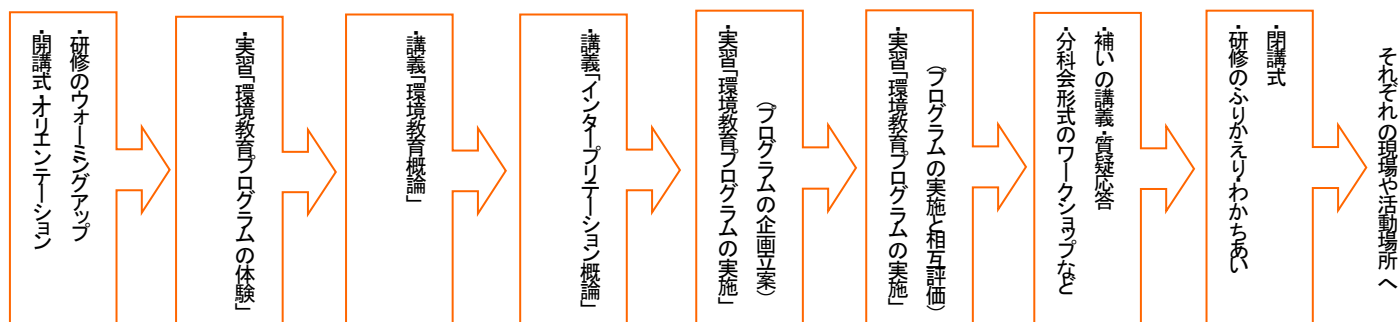 ・開講式・オリエンテーション
・研修のウォーミングアップ
・実習「環境教育プログラムの体験」
・講義「環境教育概論」
・講義「インタープリテーション概論」
・実習「環境教育プログラムの実施」
（プログラムの企画立案）
・実習「環境教育プログラムの実施」
（プログラムの実施と相互評価）
・分科会形式のワークショップなど
・補いの講義・質疑応答
・研修のふりかえり・わかちあい
閉講式
それぞれの現場や活動場所へ